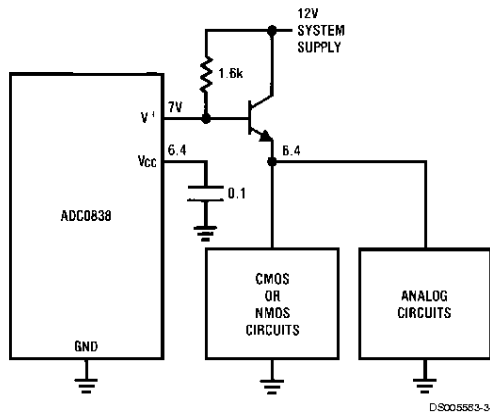 12V
SYSTEM
SUPPLY
1.6k
7V
V+
6.4
6.4
VCC
0.1
ADC0838
CMOS
OR
NMOS
CIRCUITS
ANALOG
CIRCUITS
GND
DS005583-3